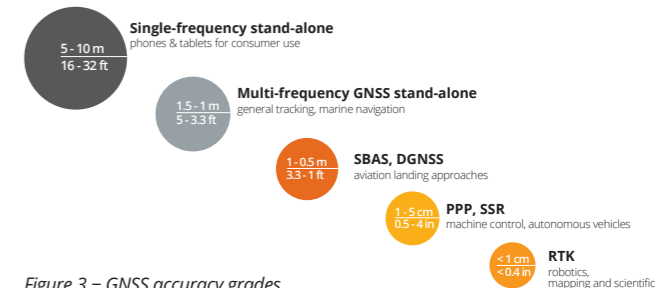 Single-frequency stand-alone
phones & tablets for consumer use
5 - 10 m
16 - 32 ft
Multi-frequency GNSS stand-alone
general tracking, marine navigation
1.5 - 1 m
5 - 3.3 ft
SBAS, DGNSS
aviation landing approaches
1 - 0.5 m
3.3 - 1 ft
PPP, SSR
machine control, autonomous vehicles
1 - 5 cm
0.5 - 4 in
RTK
robotics,
mapping and scientific
< 1 cm
< 0.4 in
Figure 3 – GNSS accuracy grades